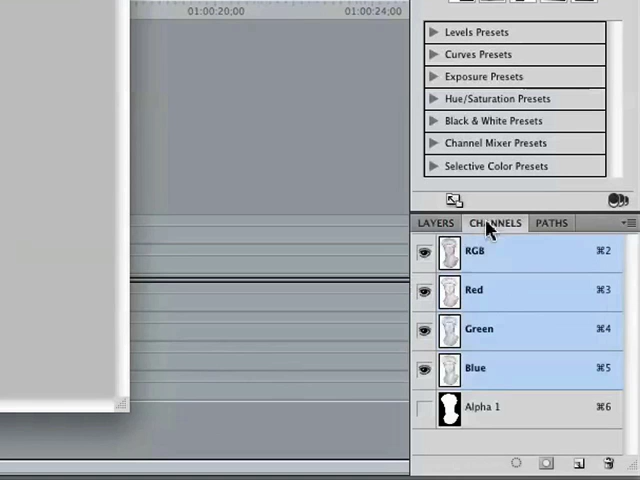 01:00:20;00 01:00:24;00
Levels Presets
Curves Presets
Exposure Presets
Hue/Saturation Presets
Black & White Presets
Channel Mixer Presets
Selective Color Presets
LAYERS CHANNELS PATHS
RGB ⌘2
Red ⌘3
Green ⌘4
Blue ⌘5
Alpha 1 ⌘6